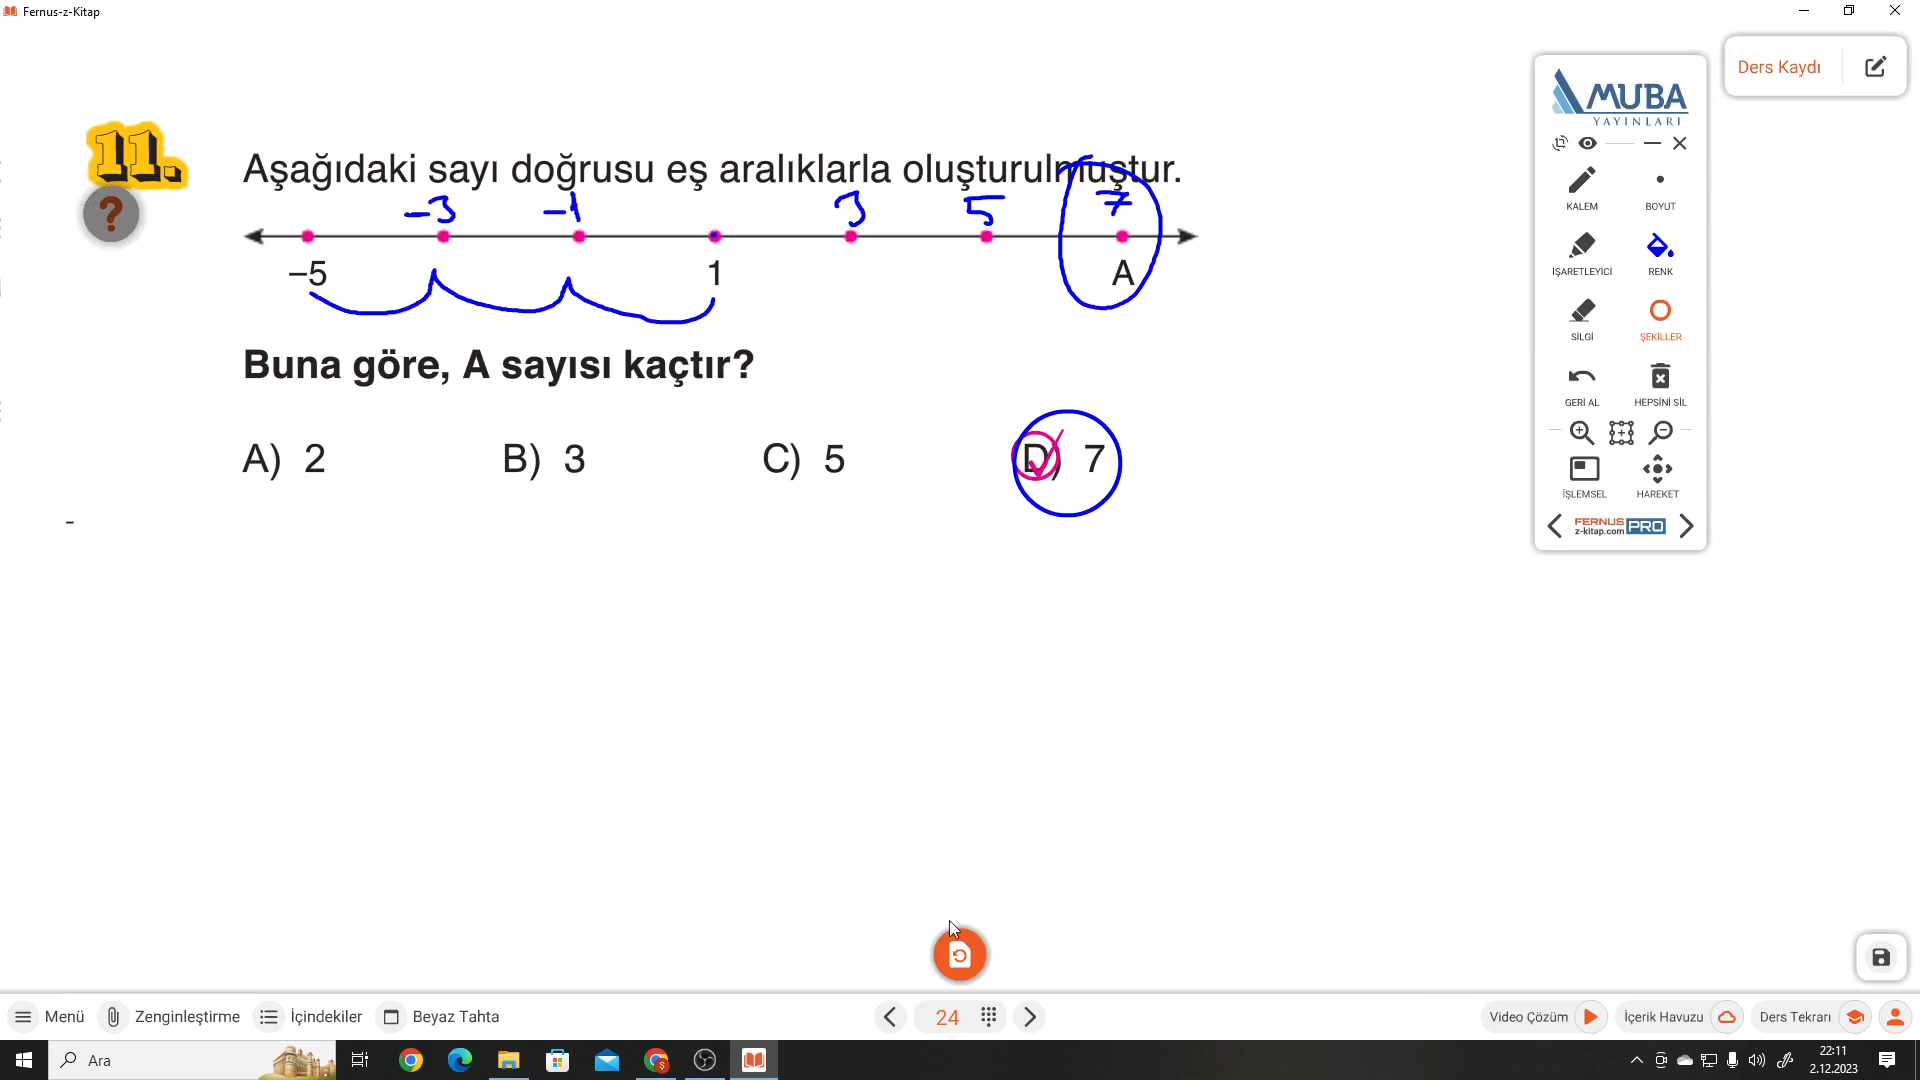 Fernus-z-Kitap
Ders Kaydı
MUBA
YAYINLARI
11.
?
Aşağıdaki sayı doğrusu eş aralıklarla oluşturulmuştur.
-3 -1 3 5 7
–5 1 A
Buna göre, A sayısı kaçtır?
A) 2 B) 3 C) 5 D) 7
-
KALEM BOYUT
İŞARETLEYİCİ RENK
SİLGİ ŞEKİLLER
GERİ AL HEPSİNİ SİL
İŞLEMSEL HAREKET
FERNUS
z-kitap.com PRO
Menü Zenginleştirme İçindekiler Beyaz Tahta 24 Video Çözüm İçerik Havuzu Ders Tekrarı
Ara
22:11
2.12.2023